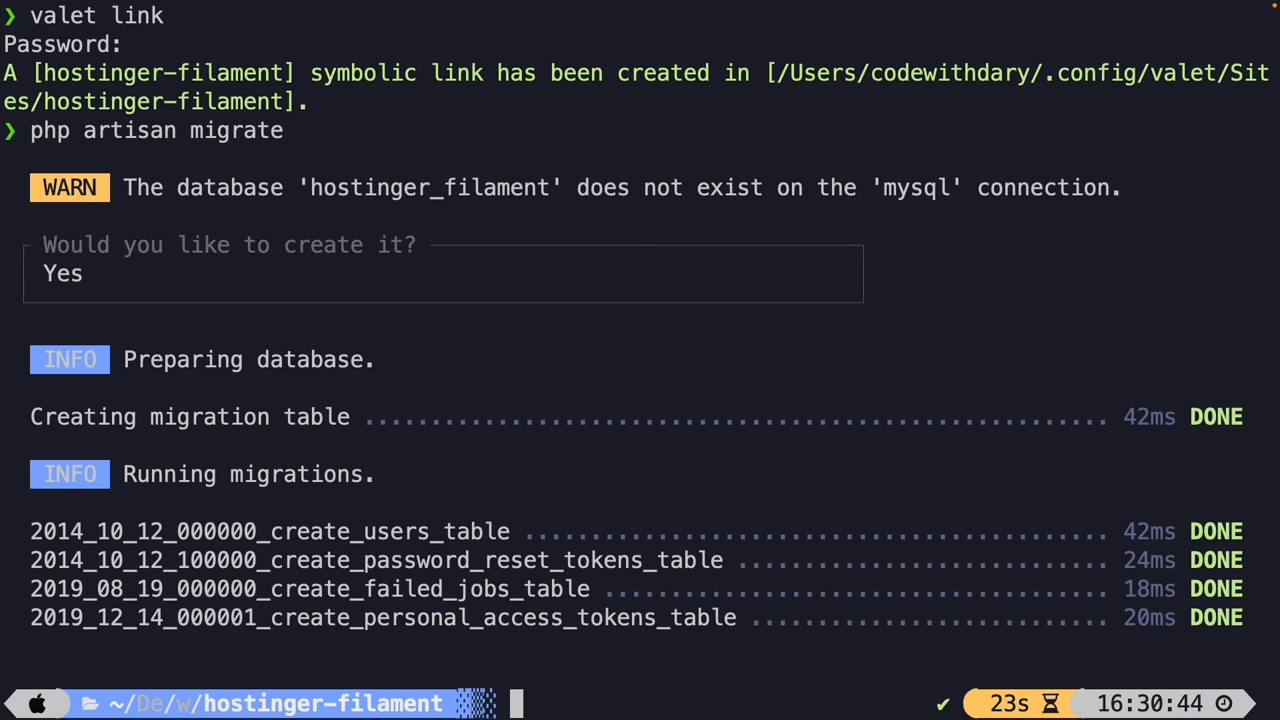 ❯ valet link
Password:
A [hostinger-filament] symbolic link has been created in [/Users/codewithdary/.config/valet/Sit
es/hostinger-filament].
❯ php artisan migrate
WARN The database 'hostinger_filament' does not exist on the 'mysql' connection.
Would you like to create it?
Yes
INFO Preparing database.
Creating migration table ........................................................ 42ms DONE
INFO Running migrations.
2014_10_12_000000_create_users_table ............................................ 42ms DONE
2014_10_12_100000_create_password_reset_tokens_table ............................ 24ms DONE
2019_08_19_000000_create_failed_jobs_table ...................................... 18ms DONE
2019_12_14_000001_create_personal_access_tokens_table ........................... 20ms DONE
~/De/w/hostinger-filament ✔ 23s 16:30:44